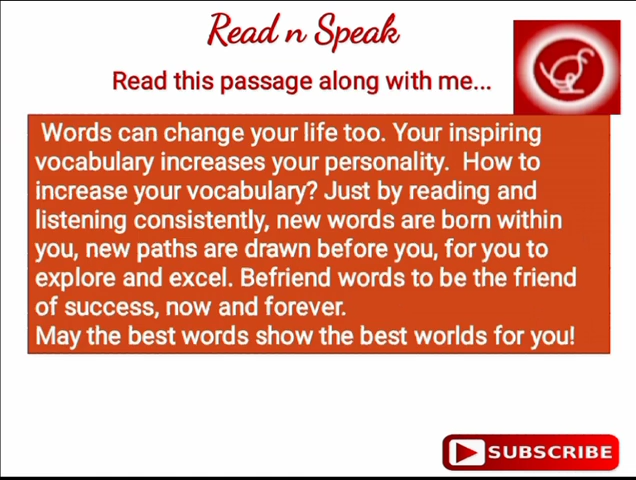 Read n Speak
Read this passage along with me...
Words can change your life too. Your inspiring
vocabulary increases your personality. How to
increase your vocabulary? Just by reading and
listening consistently, new words are born within
you, new paths are drawn before you, for you to
explore and excel. Befriend words to be the friend
of success, now and forever.
May the best words show the best worlds for you!
SUBSCRIBE